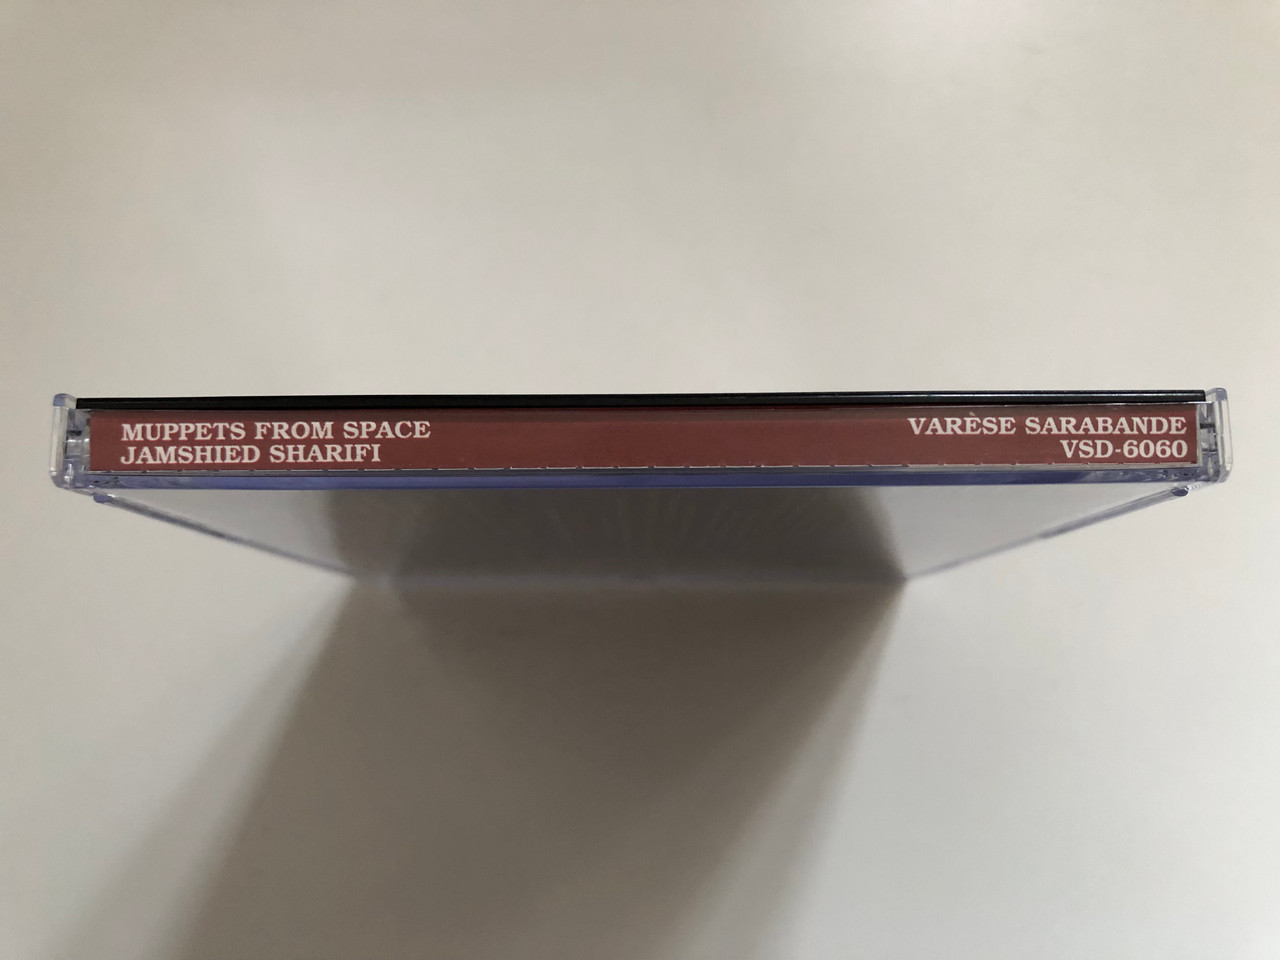 MUPPETS FROM SPACE
JAMSHIED SHARIFI
VARÈSE SARABANDE
VSD-6060